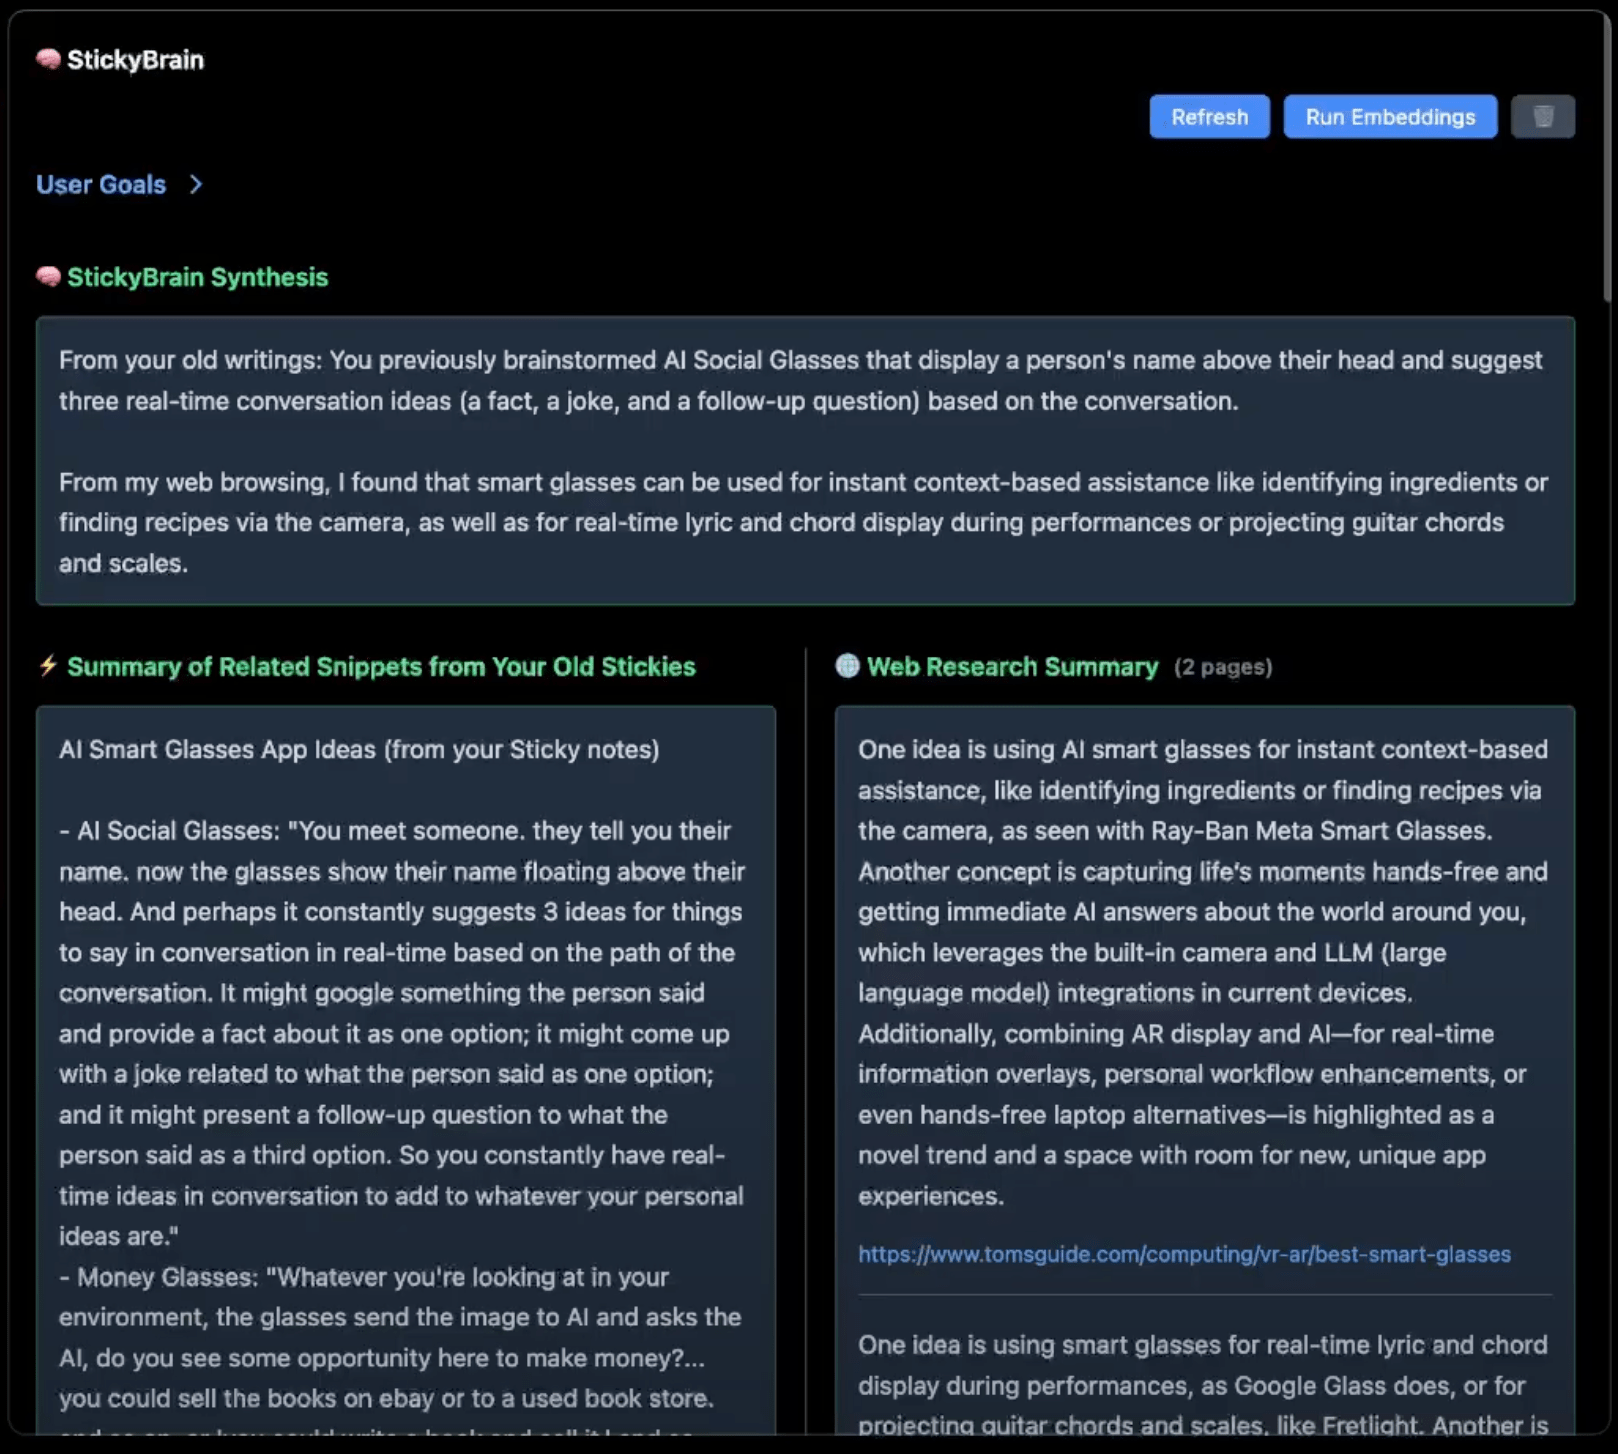 🧠 StickyBrain
Refresh
Run Embeddings
User Goals >
🧠 StickyBrain Synthesis
From your old writings: You previously brainstormed AI Social Glasses that display a person's name above their head and suggest
three real-time conversation ideas (a fact, a joke, and a follow-up question) based on the conversation.
From my web browsing, I found that smart glasses can be used for instant context-based assistance like identifying ingredients or
finding recipes via the camera, as well as for real-time lyric and chord display during performances or projecting guitar chords
and scales.
⚡ Summary of Related Snippets from Your Old Stickies
AI Smart Glasses App Ideas (from your Sticky notes)
- AI Social Glasses: "You meet someone. they tell you their
name. now the glasses show their name floating above their
head. And perhaps it constantly suggests 3 ideas for things
to say in conversation in real-time based on the path of the
conversation. It might google something the person said
and provide a fact about it as one option; it might come up
with a joke related to what the person said as one option;
and it might present a follow-up question to what the
person said as a third option. So you constantly have real-
time ideas in conversation to add to whatever your personal
ideas are."
- Money Glasses: "Whatever you're looking at in your
environment, the glasses send the image to AI and asks the
AI, do you see some opportunity here to make money?...
you could sell the books on ebay or to a used book store.
🌐 Web Research Summary (2 pages)
One idea is using AI smart glasses for instant context-based
assistance, like identifying ingredients or finding recipes via
the camera, as seen with Ray-Ban Meta Smart Glasses.
Another concept is capturing life's moments hands-free and
getting immediate AI answers about the world around you,
which leverages the built-in camera and LLM (large
language model) integrations in current devices.
Additionally, combining AR display and AI—for real-time
information overlays, personal workflow enhancements, or
even hands-free laptop alternatives—is highlighted as a
novel trend and a space with room for new, unique app
experiences.
https://www.tomsguide.com/computing/vr-ar/best-smart-glasses
One idea is using smart glasses for real-time lyric and chord
display during performances, as Google Glass does, or for
projecting guitar chords and scales, like Fretlight. Another is